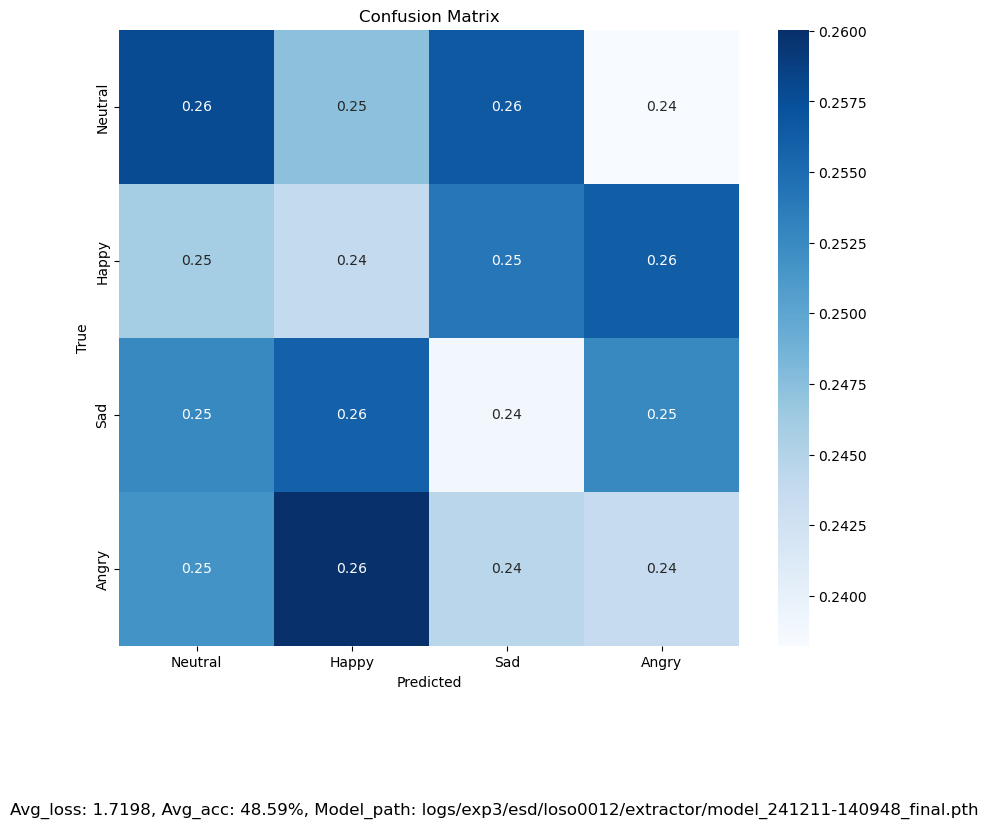 Confusion Matrix
Neutral 0.26 0.25 0.26 0.24
Happy 0.25 0.24 0.25 0.26
Sad 0.25 0.26 0.24 0.25
Angry 0.25 0.26 0.24 0.24
True
Neutral Happy Sad Angry
Predicted
0.2600
0.2575
0.2550
0.2525
0.2500
0.2475
0.2450
0.2425
0.2400
Avg_loss: 1.7198, Avg_acc: 48.59%, Model_path: logs/exp3/esd/loso0012/extractor/model_241211-140948_final.pth